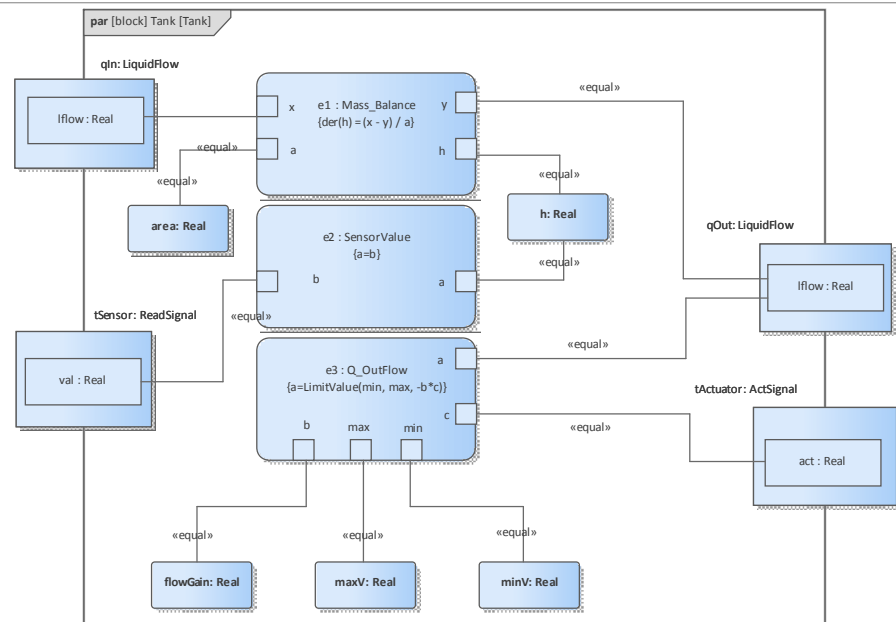 par [block] Tank [Tank]
qIn: LiquidFlow
lflow : Real
x
e1 : Mass_Balance
{der(h) = (x - y) / a}
y
«equal»
a
h
«equal»
«equal»
«equal»
area: Real
h: Real
qOut: LiquidFlow
e2 : SensorValue
{a=b}
b
a
«equal»
lflow : Real
tSensor: ReadSignal
«equal»
val : Real
e3 : Q_OutFlow
{a=LimitValue(min, max, -b*c)}
a
«equal»
tActuator: ActSignal
c
b
max
min
«equal»
act : Real
«equal»
«equal»
«equal»
flowGain: Real
maxV: Real
minV: Real